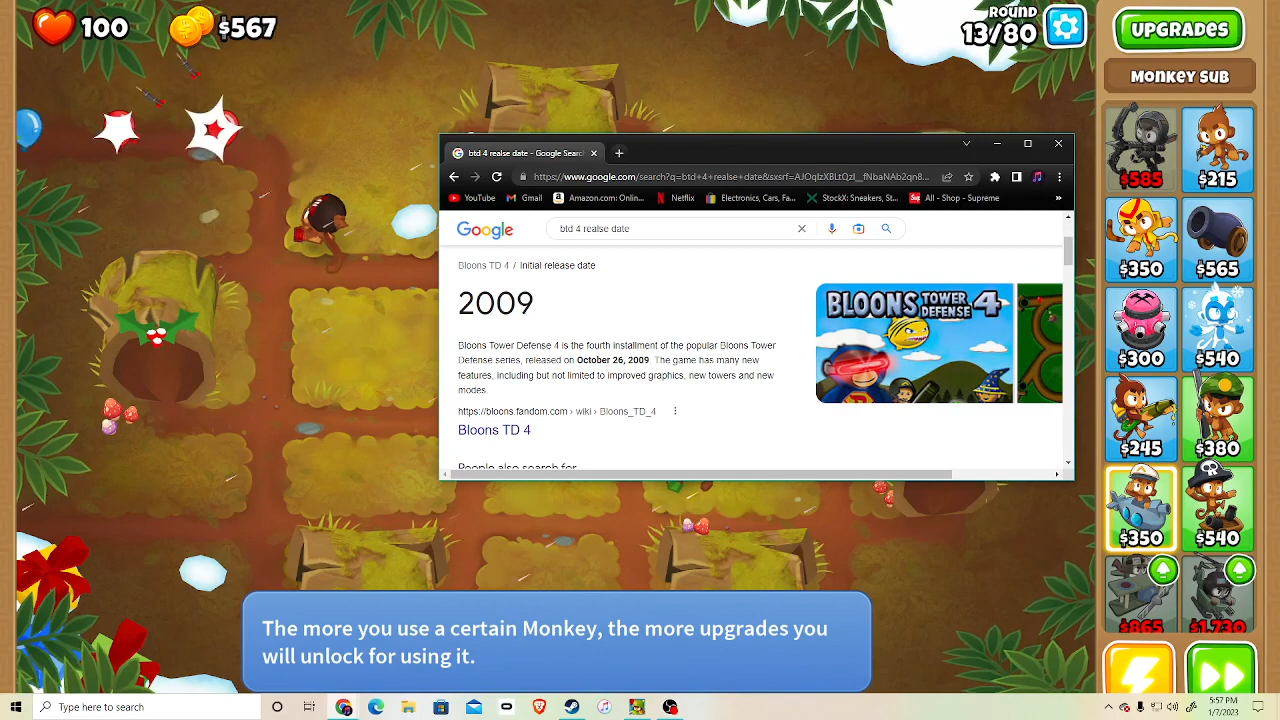 100
$567
ROUND
13/80
UPGRADES
MONKEY SUB
$585
$215
$350
$565
$300
$540
$245
$380
$350
$540
$865
$1,730
btd 4 realse date - Google Searc
https://www.google.com/search?q=btd+4+realse+date&sxsrf=AJOqlzXBLtQzl_fNbaNAb2qn8...
YouTube
Gmail
Amazon.com: Onlin...
Netflix
Electronics, Cars, Fa...
StockX: Sneakers, St...
All - Shop - Supreme
»
Google
btd 4 realse date
Bloons TD 4 / Initial release date
2009
Bloons Tower Defense 4 is the fourth installment of the popular Bloons Tower
Defense series, released on October 26, 2009. The game has many new
features, including but not limited to improved graphics, new towers and new
modes.
https://bloons.fandom.com › wiki › Bloons_TD_4
Bloons TD 4
People also search for
BLOONS TOWER
DEFENSE 4
The more you use a certain Monkey, the more upgrades you
will unlock for using it.
Type here to search
5:57 PM
1/7/2023